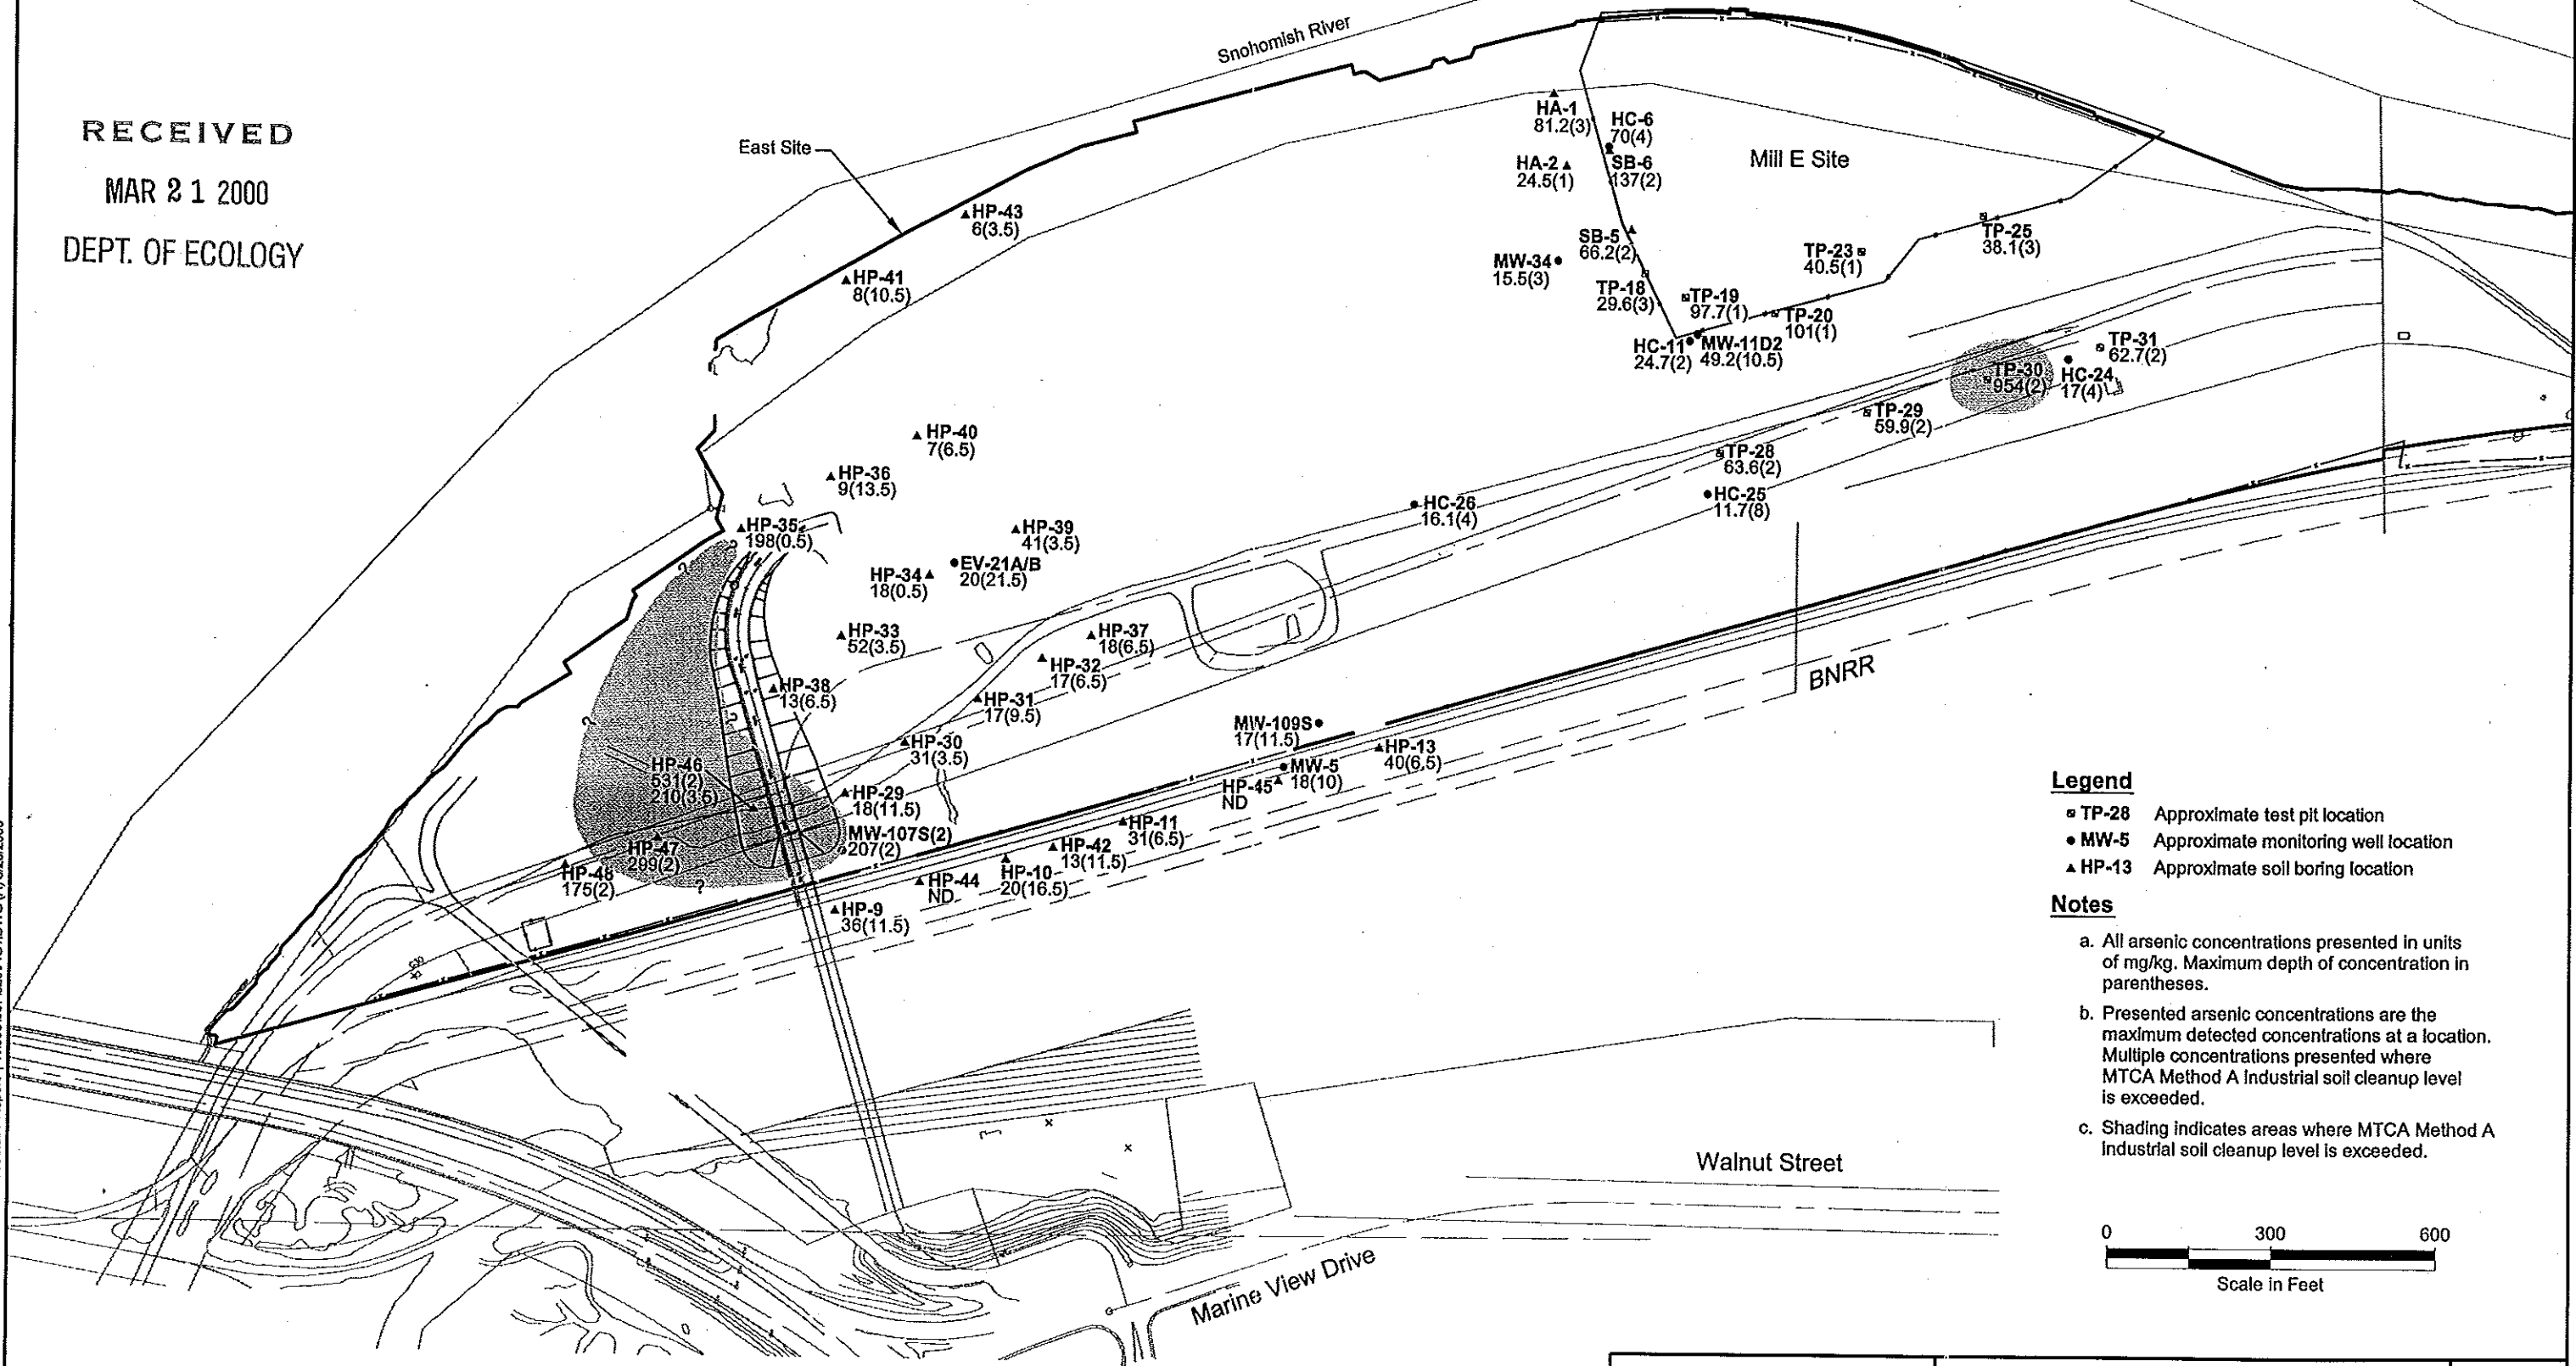 RECEIVED
MAR 21 2000
DEPT. OF ECOLOGY
Snohomish River
East Site
Mill E Site
HA-1
81.2(3)
HC-6
70(4)
HA-2
24.5(1)
SB-6
137(2)
HP-43
6(3.5)
SB-5
66.2(2)
TP-25
38.1(3)
TP-23
40.5(1)
MW-34
15.5(3)
HP-41
8(10.5)
TP-18
29.6(3)
TP-19
97.7(1)
TP-20
101(1)
HC-11
24.7(2)
MW-11D2
49.2(10.5)
TP-31
62.7(2)
TP-30
954(2)
HC-24
17(4)
TP-29
59.9(2)
HP-40
7(6.5)
TP-28
63.6(2)
HP-36
9(13.5)
HC-25
11.7(8)
HC-26
16.1(4)
HP-35
198(0.5)
HP-39
41(3.5)
EV-21A/B
20(21.5)
HP-34
18(0.5)
HP-33
52(3.5)
HP-37
18(6.5)
HP-32
17(6.5)
HP-38
13(6.5)
HP-31
17(9.5)
BNRR
MW-109S
17(11.5)
HP-30
31(3.5)
HP-13
40(6.5)
HP-46
531(2)
210(3.5)
MW-5
18(10)
HP-45
ND
HP-29
18(11.5)
HP-11
31(6.5)
MW-107S(2)
207(2)
HP-47
299(2)
HP-42
13(11.5)
HP-48
175(2)
HP-10
20(16.5)
HP-44
ND
HP-9
36(11.5)
?
?
?
?
?
Legend
TP-28 Approximate test pit location
MW-5 Approximate monitoring well location
HP-13 Approximate soil boring location
Notes
a. All arsenic concentrations presented in units
of mg/kg. Maximum depth of concentration in
parentheses.
b. Presented arsenic concentrations are the
maximum detected concentrations at a location.
Multiple concentrations presented where
MTCA Method A Industrial soil cleanup level
is exceeded.
c. Shading indicates areas where MTCA Method A
Industrial soil cleanup level is exceeded.
Walnut Street
0 300 600
Scale in Feet
Marine View Drive